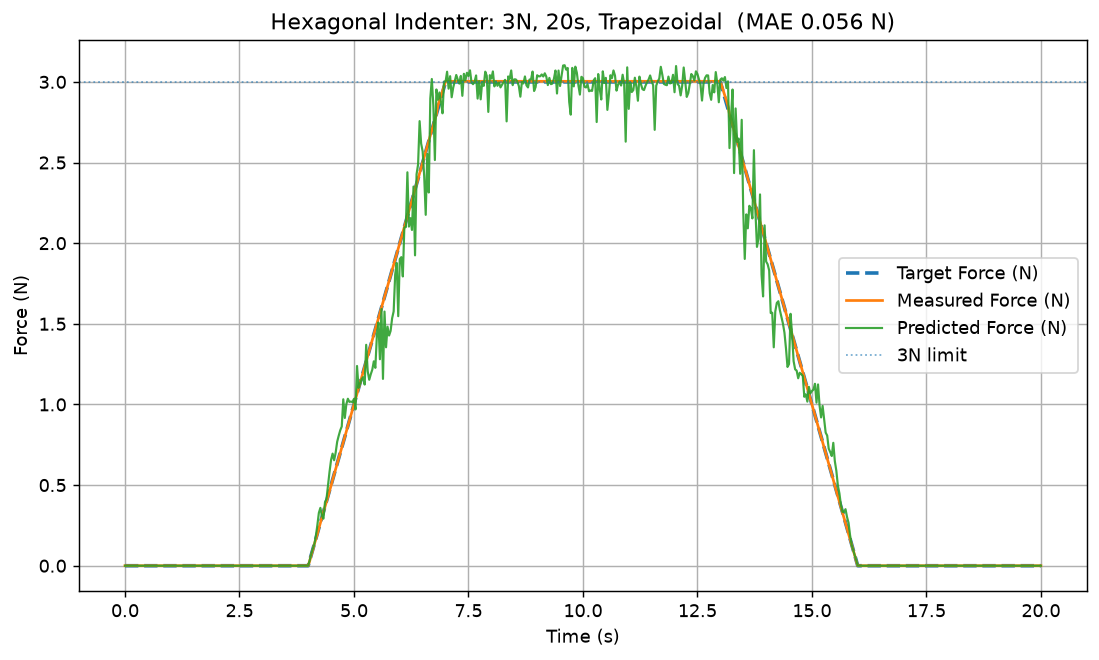 Hexagonal Indenter: 3N, 20s, Trapezoidal  (MAE 0.056 N)
3.0
2.5
2.0
1.5
1.0
0.5
0.0
Force (N)
Target Force (N)
Measured Force (N)
Predicted Force (N)
3N limit
0.0 2.5 5.0 7.5 10.0 12.5 15.0 17.5 20.0
Time (s)